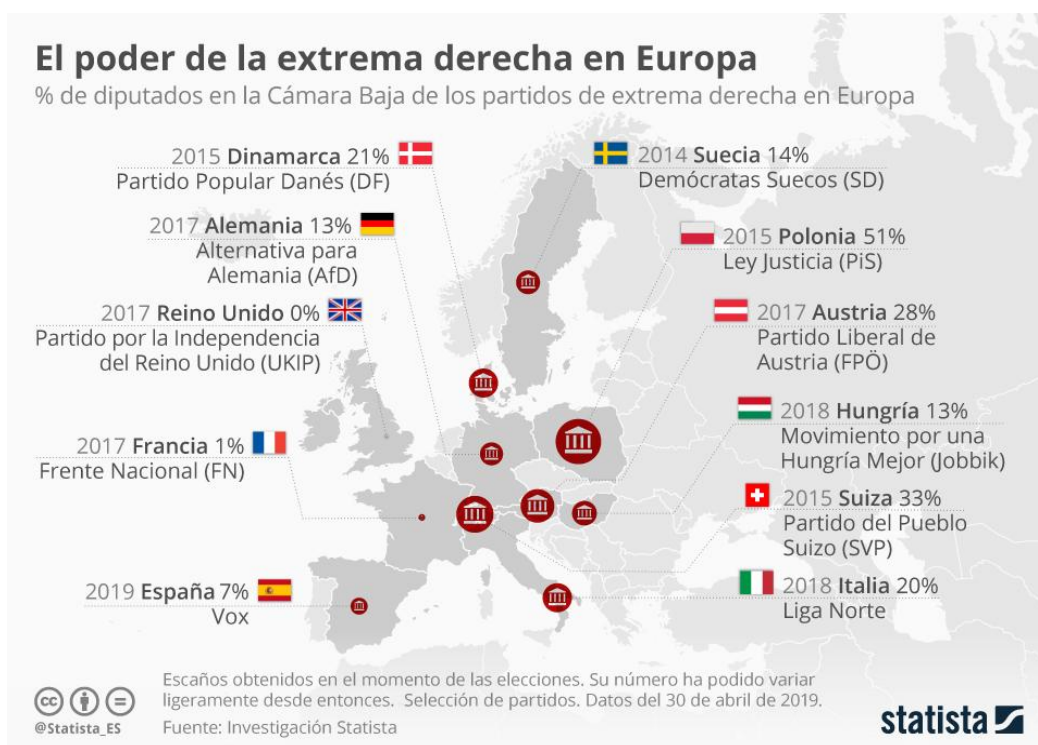 El poder de la extrema derecha en Europa
% de diputados en la Cámara Baja de los partidos de extrema derecha en Europa
2015 Dinamarca 21%
Partido Popular Danés (DF)
2014 Suecia 14%
Demócratas Suecos (SD)
2017 Alemania 13%
Alternativa para
Alemania (AfD)
2015 Polonia 51%
Ley Justicia (PiS)
2017 Reino Unido 0%
Partido por la Independencia
del Reino Unido (UKIP)
2017 Austria 28%
Partido Liberal de
Austria (FPÖ)
2017 Francia 1%
Frente Nacional (FN)
2018 Hungría 13%
Movimiento por una
Hungría Mejor (Jobbik)
2015 Suiza 33%
Partido del Pueblo
Suizo (SVP)
2019 España 7%
Vox
2018 Italia 20%
Liga Norte
Escaños obtenidos en el momento de las elecciones. Su número ha podido variar
ligeramente desde entonces. Selección de partidos. Datos del 30 de abril de 2019.
Fuente: Investigación Statista
cc
@Statista_ES
statista